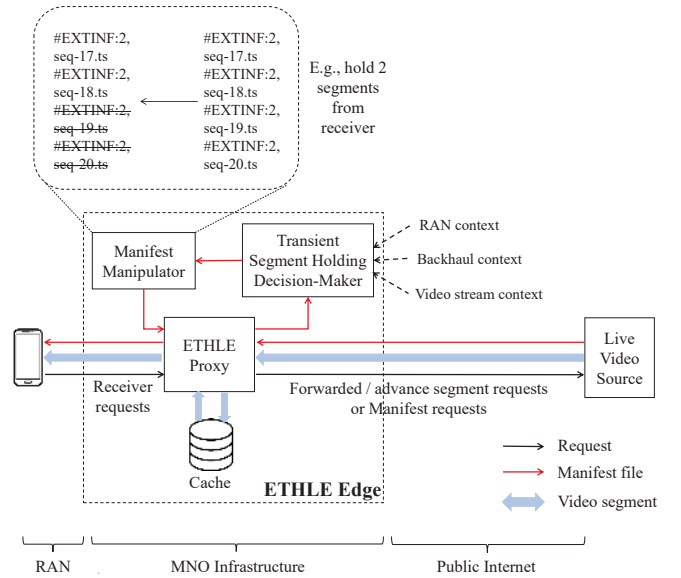 #EXTINF:2,
seq-17.ts
#EXTINF:2,
seq-18.ts
#EXTINF:2,
seq-19.ts
#EXTINF:2,
seq-20.ts
#EXTINF:2,
seq-17.ts
#EXTINF:2,
seq-18.ts
#EXTINF:2,
seq-19.ts
#EXTINF:2,
seq-20.ts
E.g., hold 2
segments
from
receiver
Manifest
Manipulator
Transient
Segment Holding
Decision-Maker
RAN context
Backhaul context
Video stream context
ETHLE
Proxy
Live
Video
Source
Receiver
requests
Forwarded / advance segment requests
or Manifest requests
Cache
ETHLE Edge
Request
Manifest file
Video segment
RAN
MNO Infrastructure
Public Internet